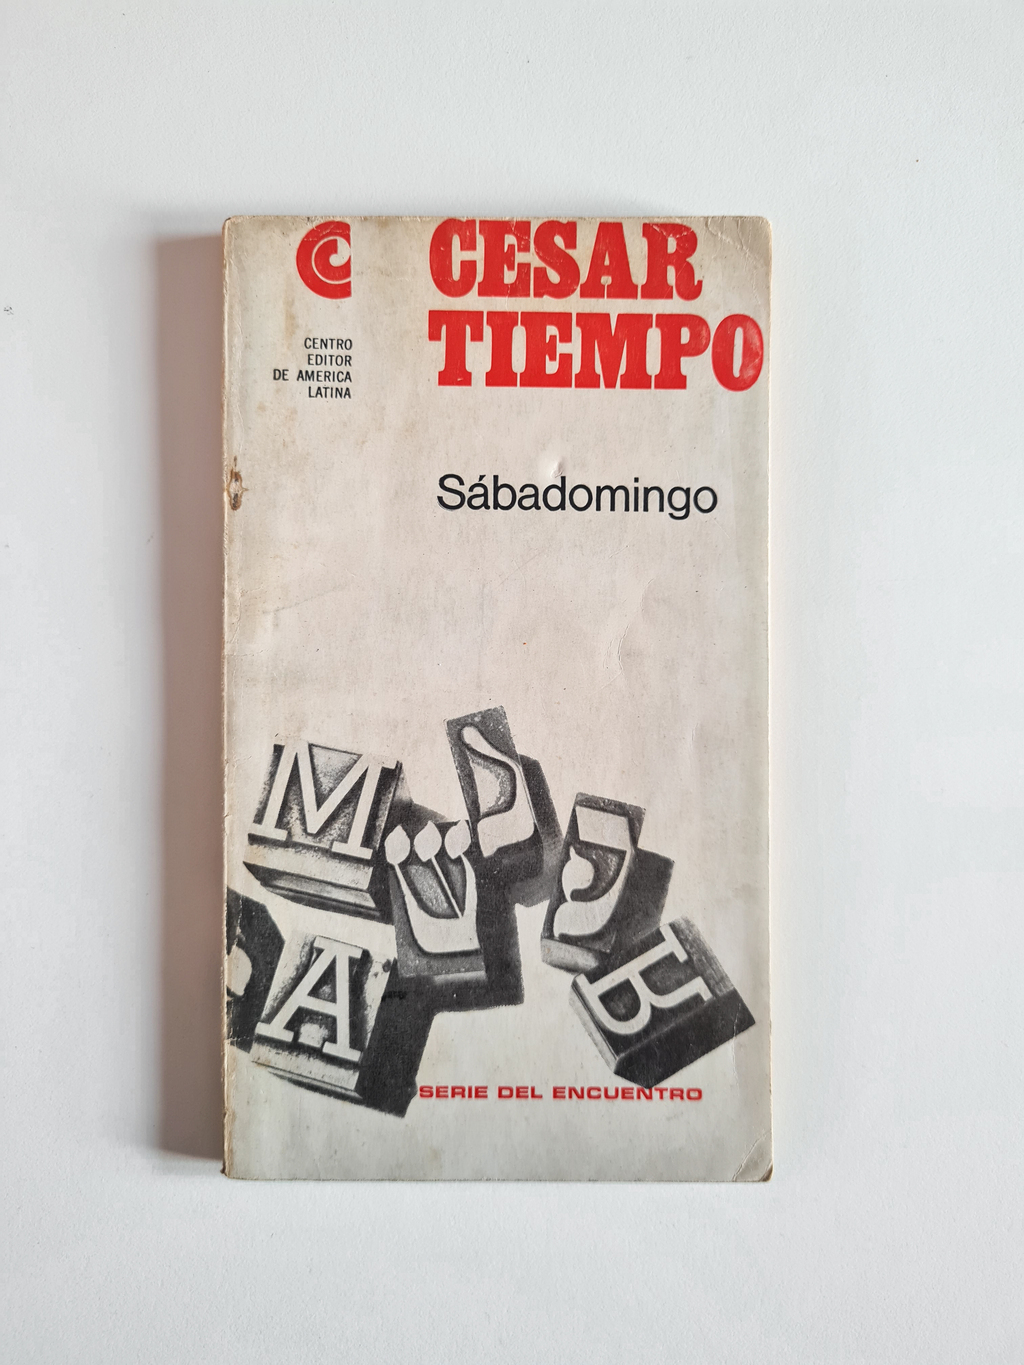 CESAR
TIEMPO
CENTRO
EDITOR
DE AMERICA
LATINA
Sábadomingo
M
ש
A
R
SERIE DEL ENCUENTRO